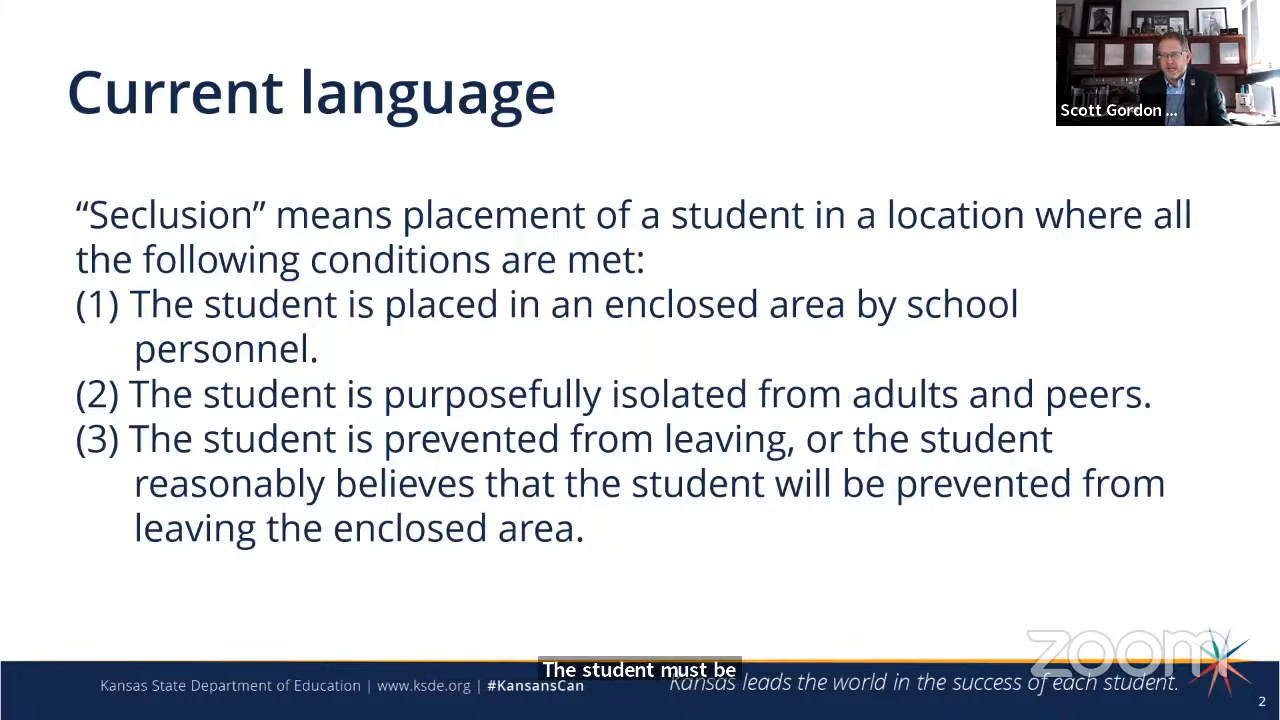 Current language
Scott Gordon ...
“Seclusion” means placement of a student in a location where all
the following conditions are met:
(1) The student is placed in an enclosed area by school
personnel.
(2) The student is purposefully isolated from adults and peers.
(3) The student is prevented from leaving, or the student
reasonably believes that the student will be prevented from
leaving the enclosed area.
zoom
The student must be
Kansas State Department of Education | www.ksde.org | #KansansCan
Kansas leads the world in the success of each student.
2